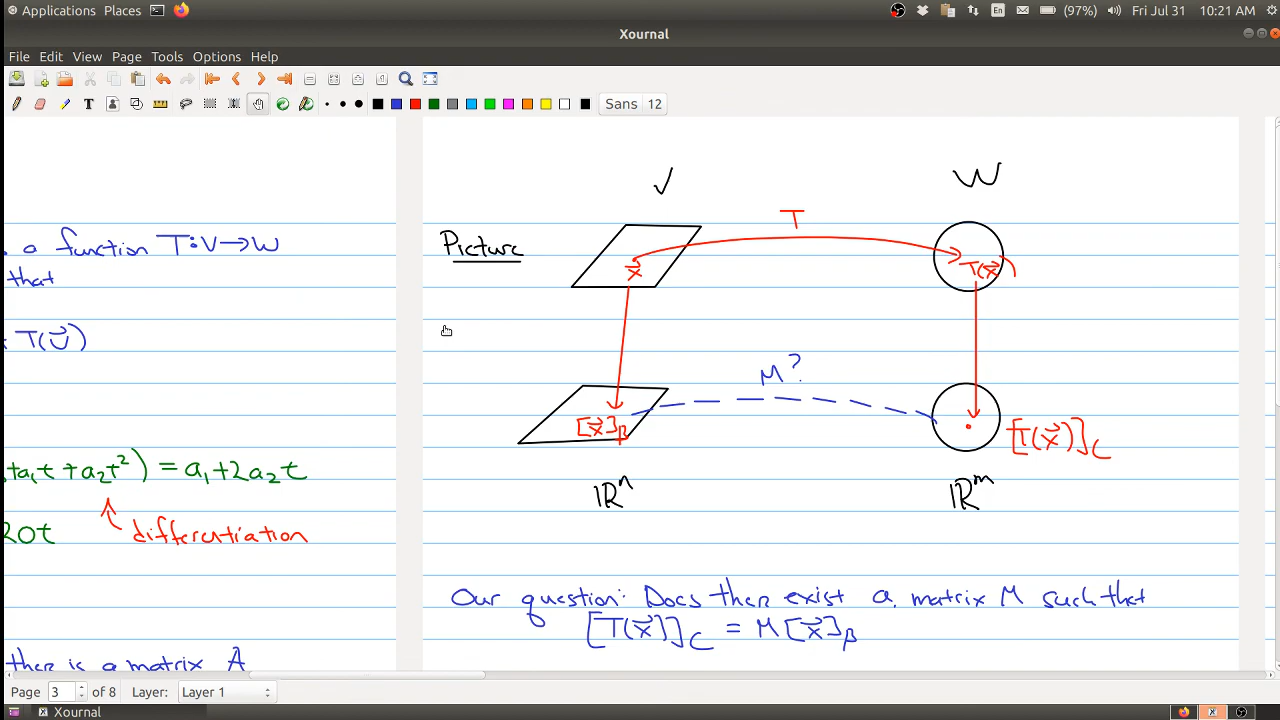 Applications Places (97%) Fri Jul 31 10:21 AM
En
Xournal
File Edit View Page Tools Options Help
Sans 12
a function T:V→W
that
T(u⃗)
+a₁t+a₂t²) = a₁+2a₂t
20t
differentiation
there is a matrix A
V W
T
Picture
x⃗ T(x⃗)
M?
[x⃗]β [T(x⃗)]C
ℝⁿ ℝᵐ
Our question: Does there exist a matrix M such that
[T(x⃗)]C = M[x⃗]β
Page 3 of 8 Layer: Layer 1
Xournal